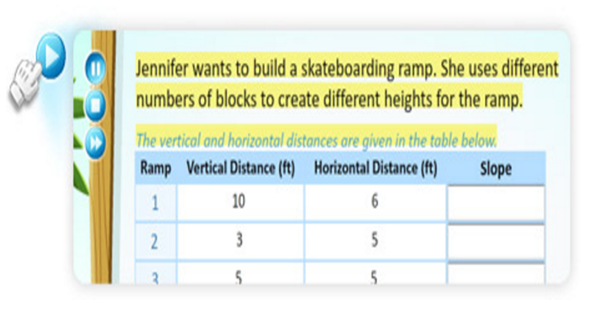 Jennifer wants to build a skateboarding ramp. She uses different
numbers of blocks to create different heights for the ramp.
The vertical and horizontal distances are given in the table below.
Ramp Vertical Distance (ft) Horizontal Distance (ft) Slope
1 10 6
2 3 5
3 5 5